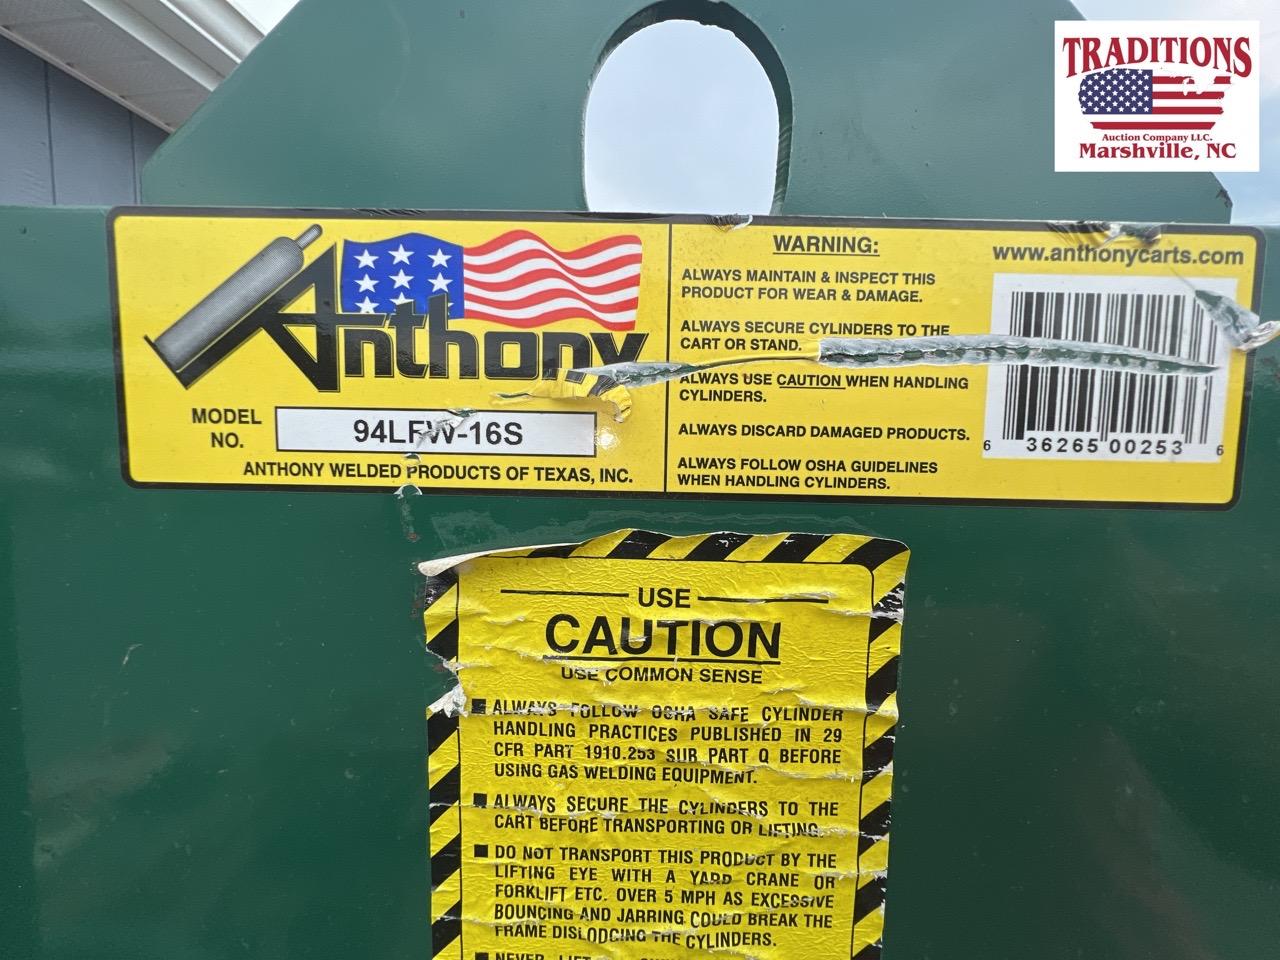 TRADITIONS
Auction Company LLC.
Marshville, NC
Anthony
MODEL
NO.
94LFW-16S
ANTHONY WELDED PRODUCTS OF TEXAS, INC.
WARNING:
ALWAYS MAINTAIN & INSPECT THIS
PRODUCT FOR WEAR & DAMAGE.
ALWAYS SECURE CYLINDERS TO THE
CART OR STAND.
ALWAYS USE CAUTION WHEN HANDLING
CYLINDERS.
ALWAYS DISCARD DAMAGED PRODUCTS.
ALWAYS FOLLOW OSHA GUIDELINES
WHEN HANDLING CYLINDERS.
www.anthonycarts.com
6 36265 00253 6
USE
CAUTION
USE COMMON SENSE
ALWAYS FOLLOW OSHA SAFE CYLINDER
HANDLING PRACTICES PUBLISHED IN 29
CFR PART 1910.253 SUB PART Q BEFORE
USING GAS WELDING EQUIPMENT.
ALWAYS SECURE THE CYLINDERS TO THE
CART BEFORE TRANSPORTING OR LIFTING.
DO NOT TRANSPORT THIS PRODUCT BY THE
LIFTING EYE WITH A YARD CRANE OR
FORKLIFT ETC. OVER 5 MPH AS EXCESSIVE
BOUNCING AND JARRING COULD BREAK THE
FRAME DISLODGING THE CYLINDERS.
NEVER LIFT